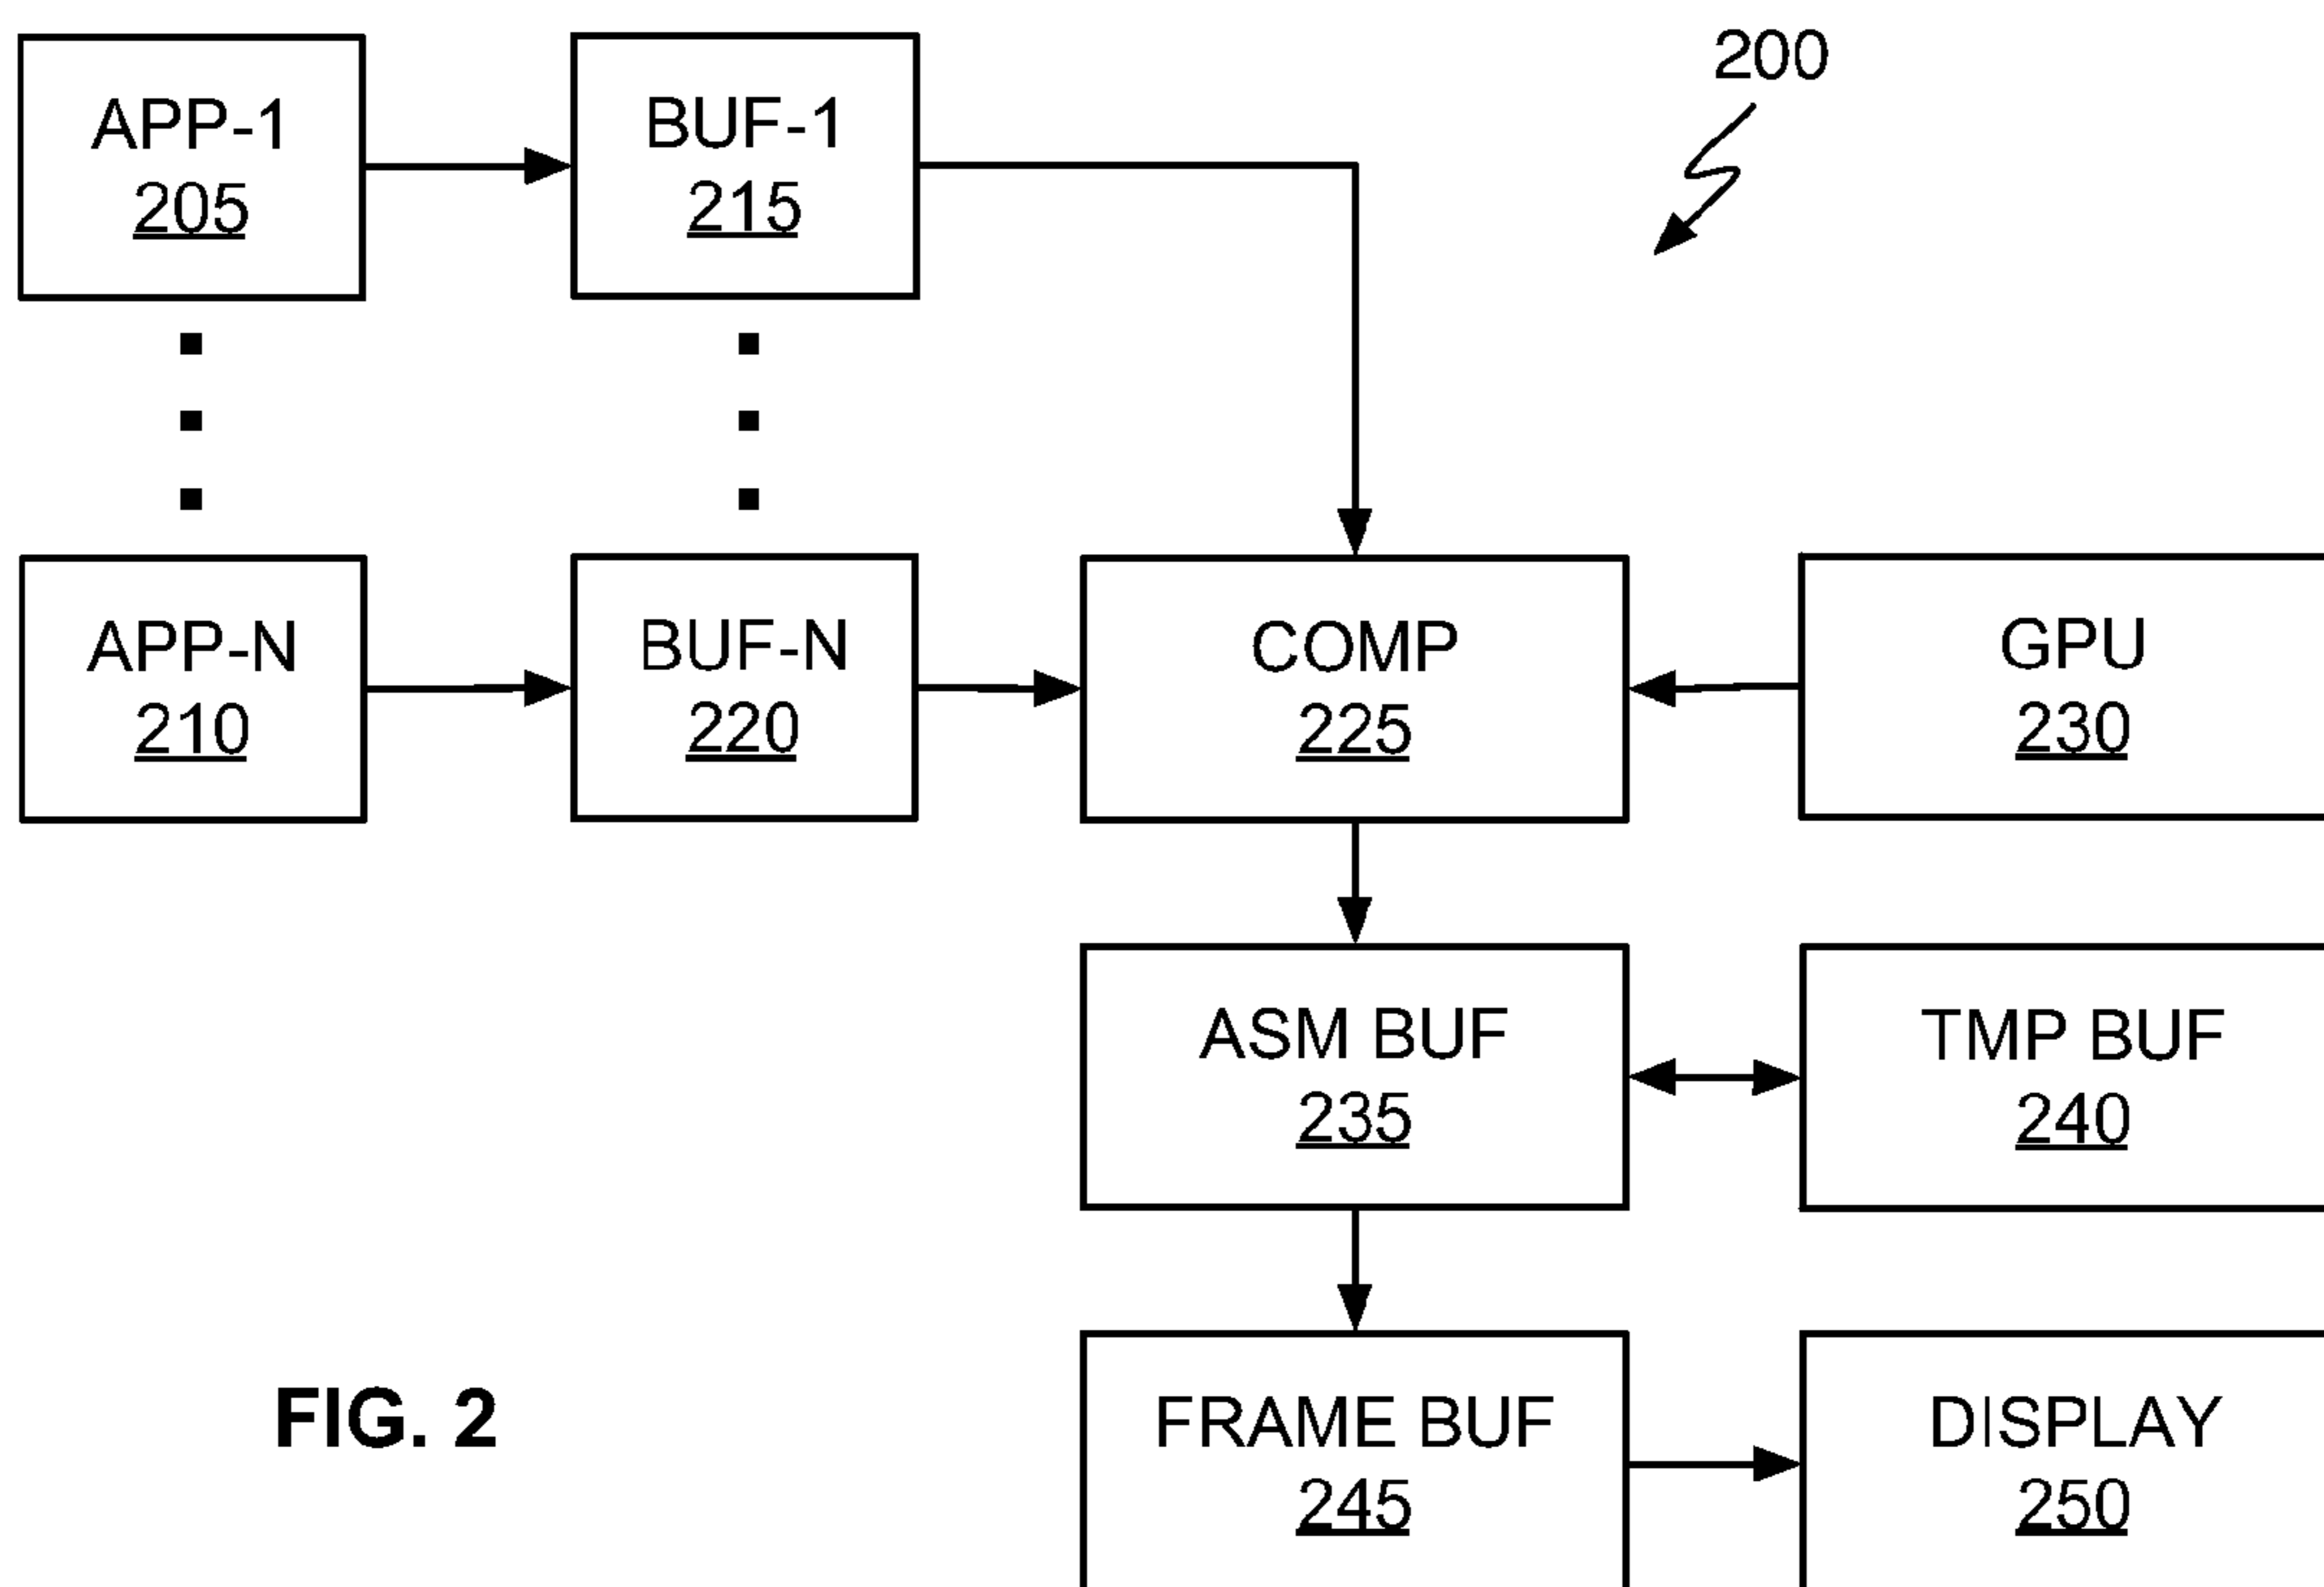 200
APP-1
205
BUF-1
215
APP-N
210
BUF-N
220
COMP
225
GPU
230
ASM BUF
235
TMP BUF
240
FRAME BUF
245
DISPLAY
250
FIG. 2